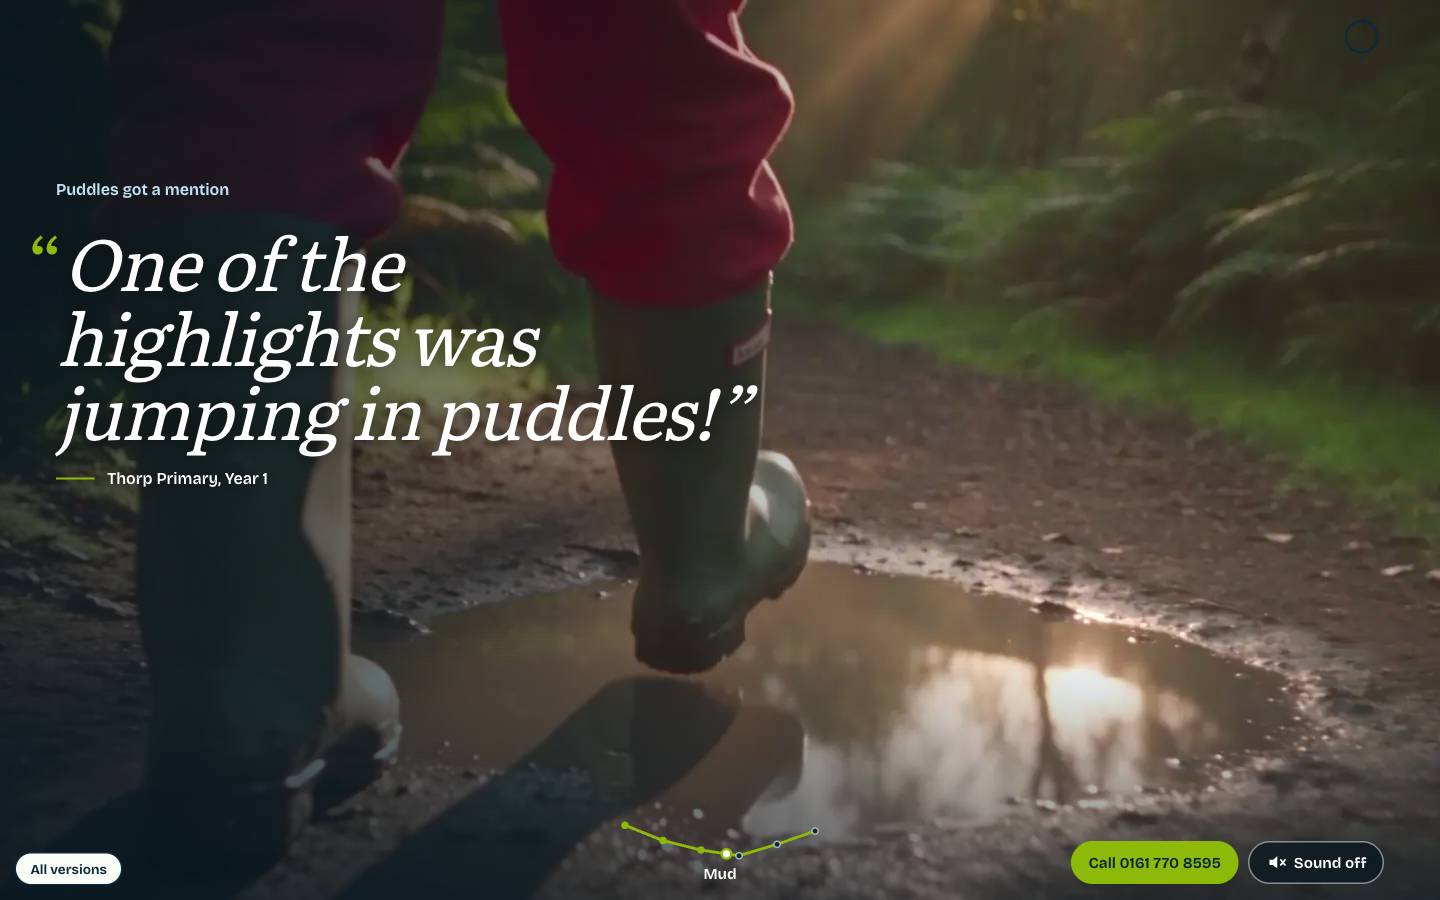 Puddles got a mention
“One of the
highlights was
jumping in puddles!”
Thorp Primary, Year 1
Mud
All versions
Call 0161 770 8595
Sound off